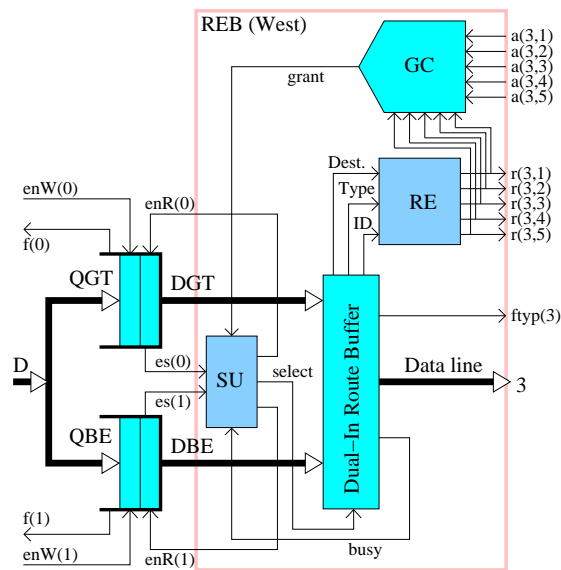 REB (West)
a(3,1)
a(3,2)
a(3,3)
a(3,4)
a(3,5)
GC
grant
Dest.
Type
ID
RE
r(3,1)
r(3,2)
r(3,3)
r(3,4)
r(3,5)
enW(0)
enR(0)
f(0)
QGT
DGT
ftyp(3)
D
es(0)
SU
select
Dual-In Route Buffer
Data line
3
es(1)
QBE
DBE
f(1)
enW(1)
enR(1)
busy